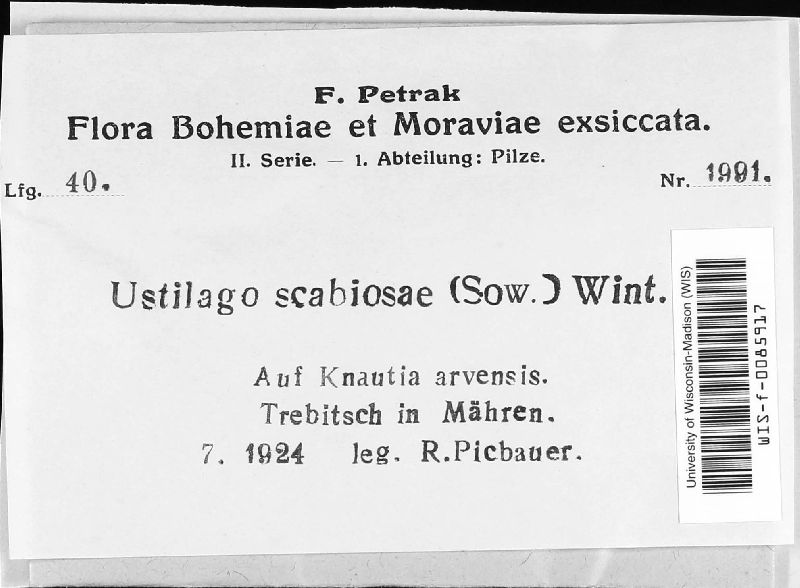 F. Petrak
Flora Bohemiae et Moraviae exsiccata.
II. Serie. — 1. Abteilung: Pilze.
Lfg. 40.
Nr. 1991.
Ustilago scabiosae (Sow.) Wint.
Auf Knautia arvensis.
Trebitsch in Mähren.
7. 1924 leg. R.Picbauer.
University of Wisconsin-Madison (WIS)
WIS-f-0085917